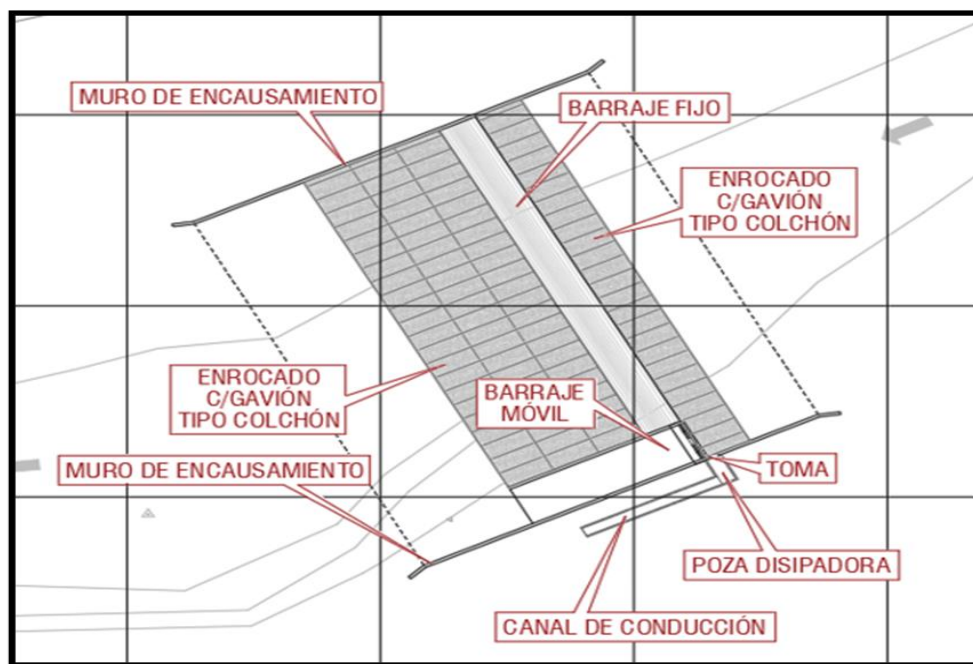 MURO DE ENCAUSAMIENTO
BARRAJE FIJO
ENROCADO
C/GAVIÓN
TIPO COLCHÓN
ENROCADO
C/GAVIÓN
TIPO COLCHÓN
BARRAJE
MÓVIL
MURO DE ENCAUSAMIENTO
TOMA
POZA DISIPADORA
CANAL DE CONDUCCIÓN